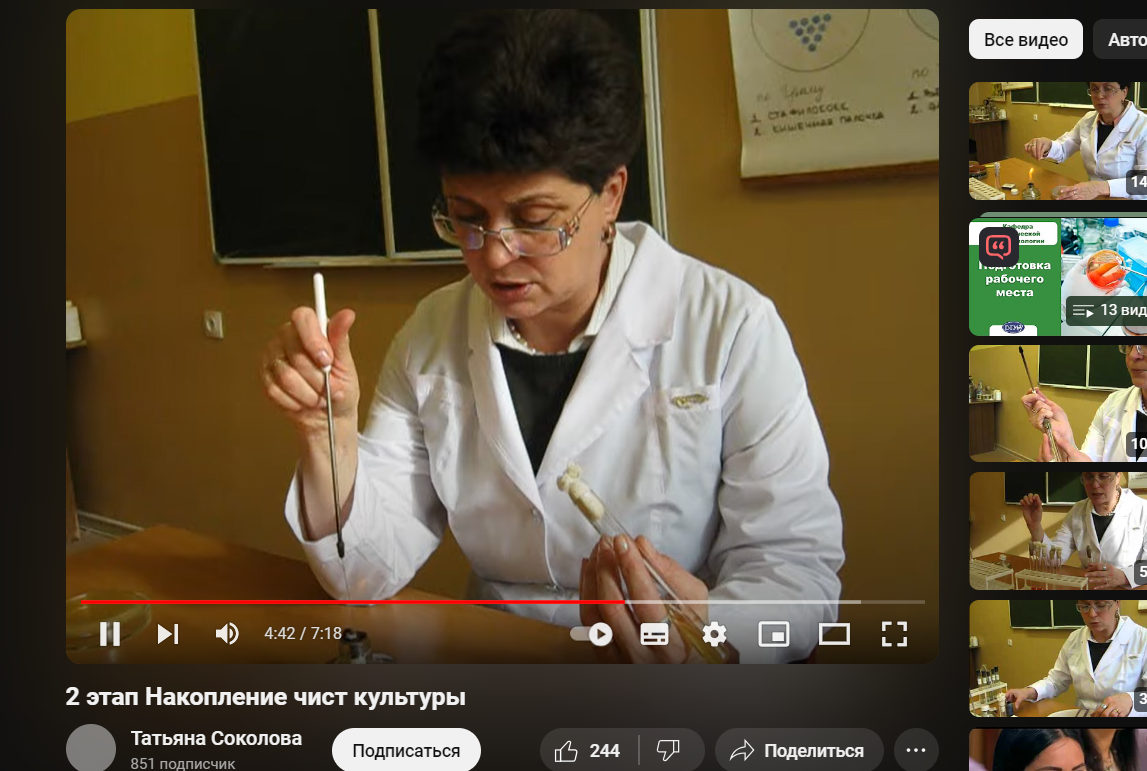 по Граму
1. СТАФИЛОКОКК
2. КИШЕЧНАЯ ПАЛОЧКА
по
4:42 / 7:18
2 этап Накопление чист культуры
Татьяна Соколова
851 подписчик
Подписаться
244
Поделиться
Все видео
Авто
14
Кафедра
Подготовка
рабочего
места
13 вид
10
5
3